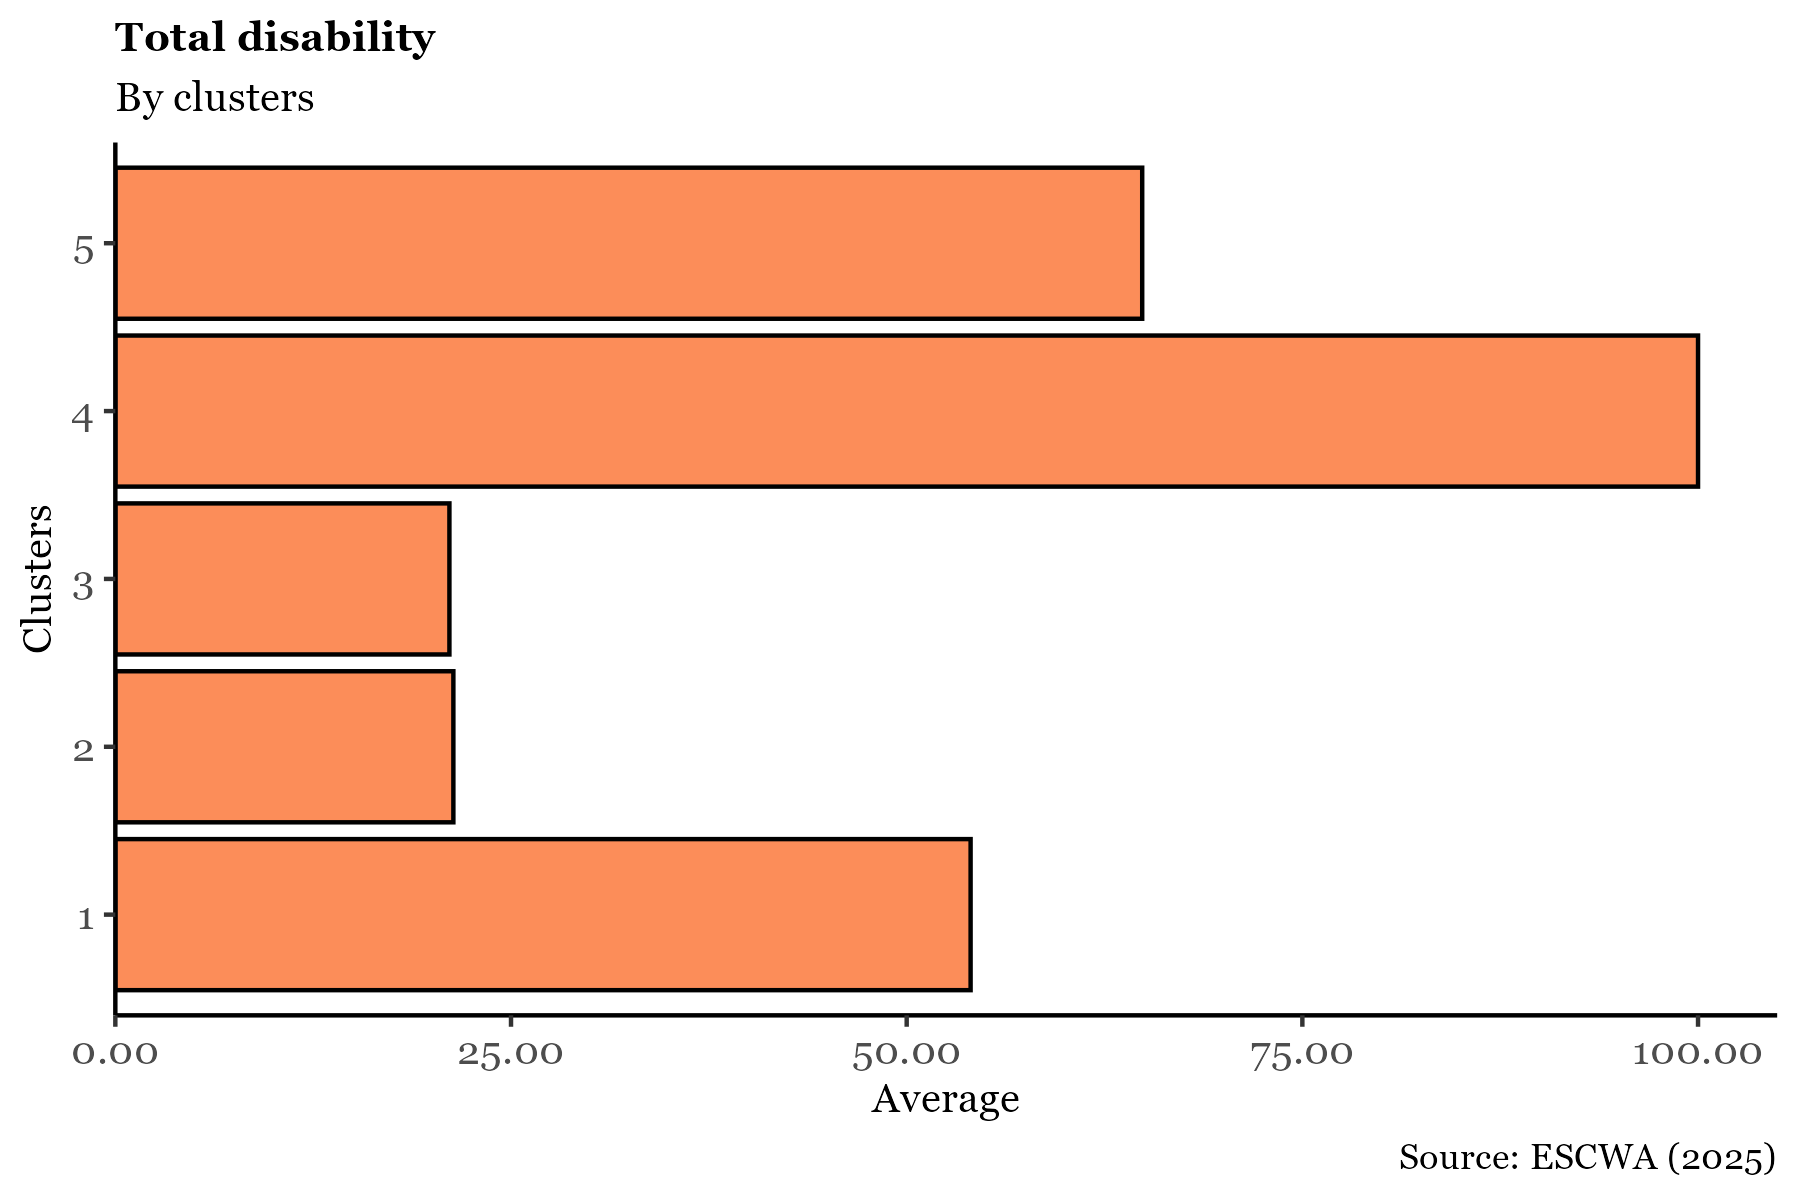 Total disability
By clusters
5
4
3
2
1
Clusters
0.00 25.00 50.00 75.00 100.00
Average
Source: ESCWA (2025)